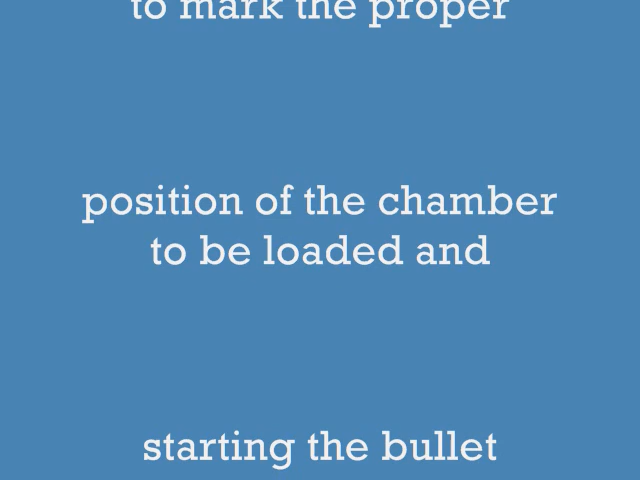 to mark the proper
position of the chamber
to be loaded and
starting the bullet